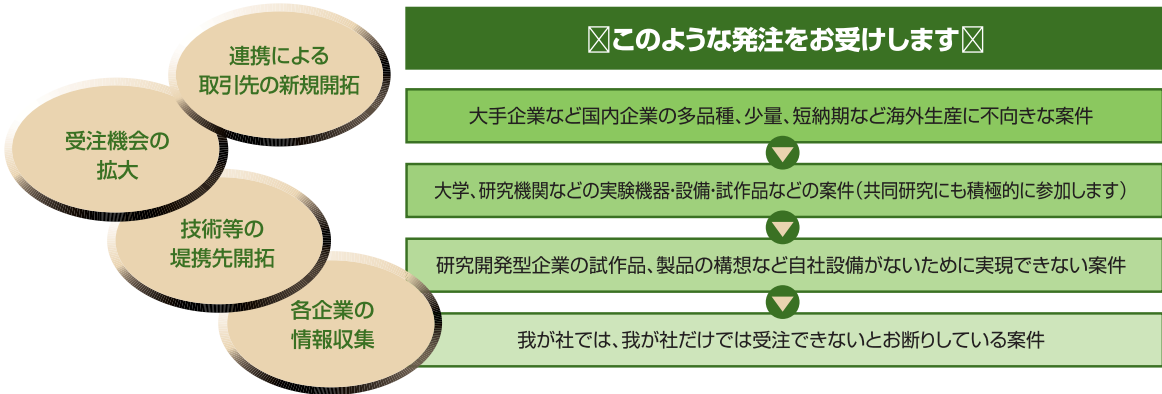 連携による
取引先の新規開拓
受注機会の
拡大
技術等の
堤携先開拓
各企業の
情報収集
このような発注をお受けします
大手企業など国内企業の多品種、少量、短納期など海外生産に不向きな案件
大学、研究機関などの実験機器・設備・試作品などの案件（共同研究にも積極的に参加します）
研究開発型企業の試作品、製品の構想など自社設備がないために実現できない案件
我が社では、我が社だけでは受注できないとお断りしている案件